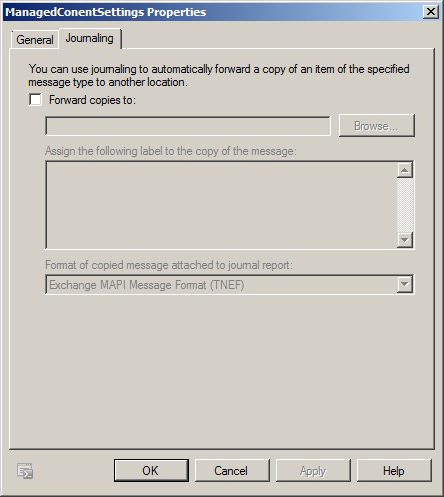 ManagedConentSettings Properties
General
Journaling
You can use journaling to automatically forward a copy of an item of the specified
message type to another location.
Forward copies to:
Browse...
Assign the following label to the copy of the message:
Format of copied message attached to journal report:
Exchange MAPI Message Format (TNEF)
OK
Cancel
Apply
Help